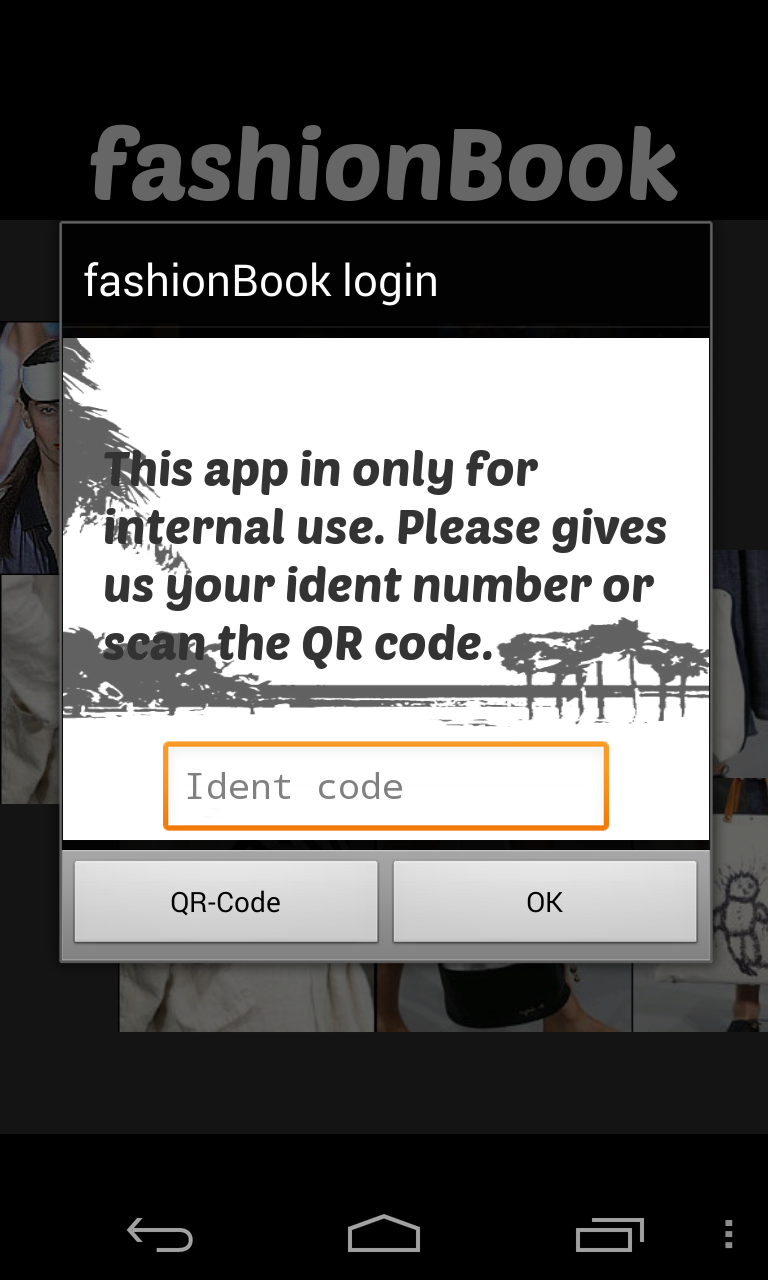 fashionBook
fashionBook login
This app in only for
internal use. Please gives
us your ident number or
scan the QR code.
Ident code
QR-Code
OK